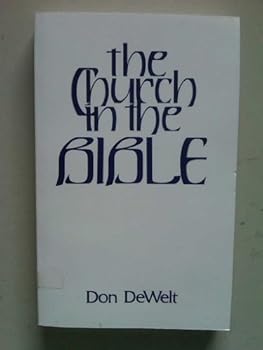 the
Church
in the
BIBLE
Don DeWelt